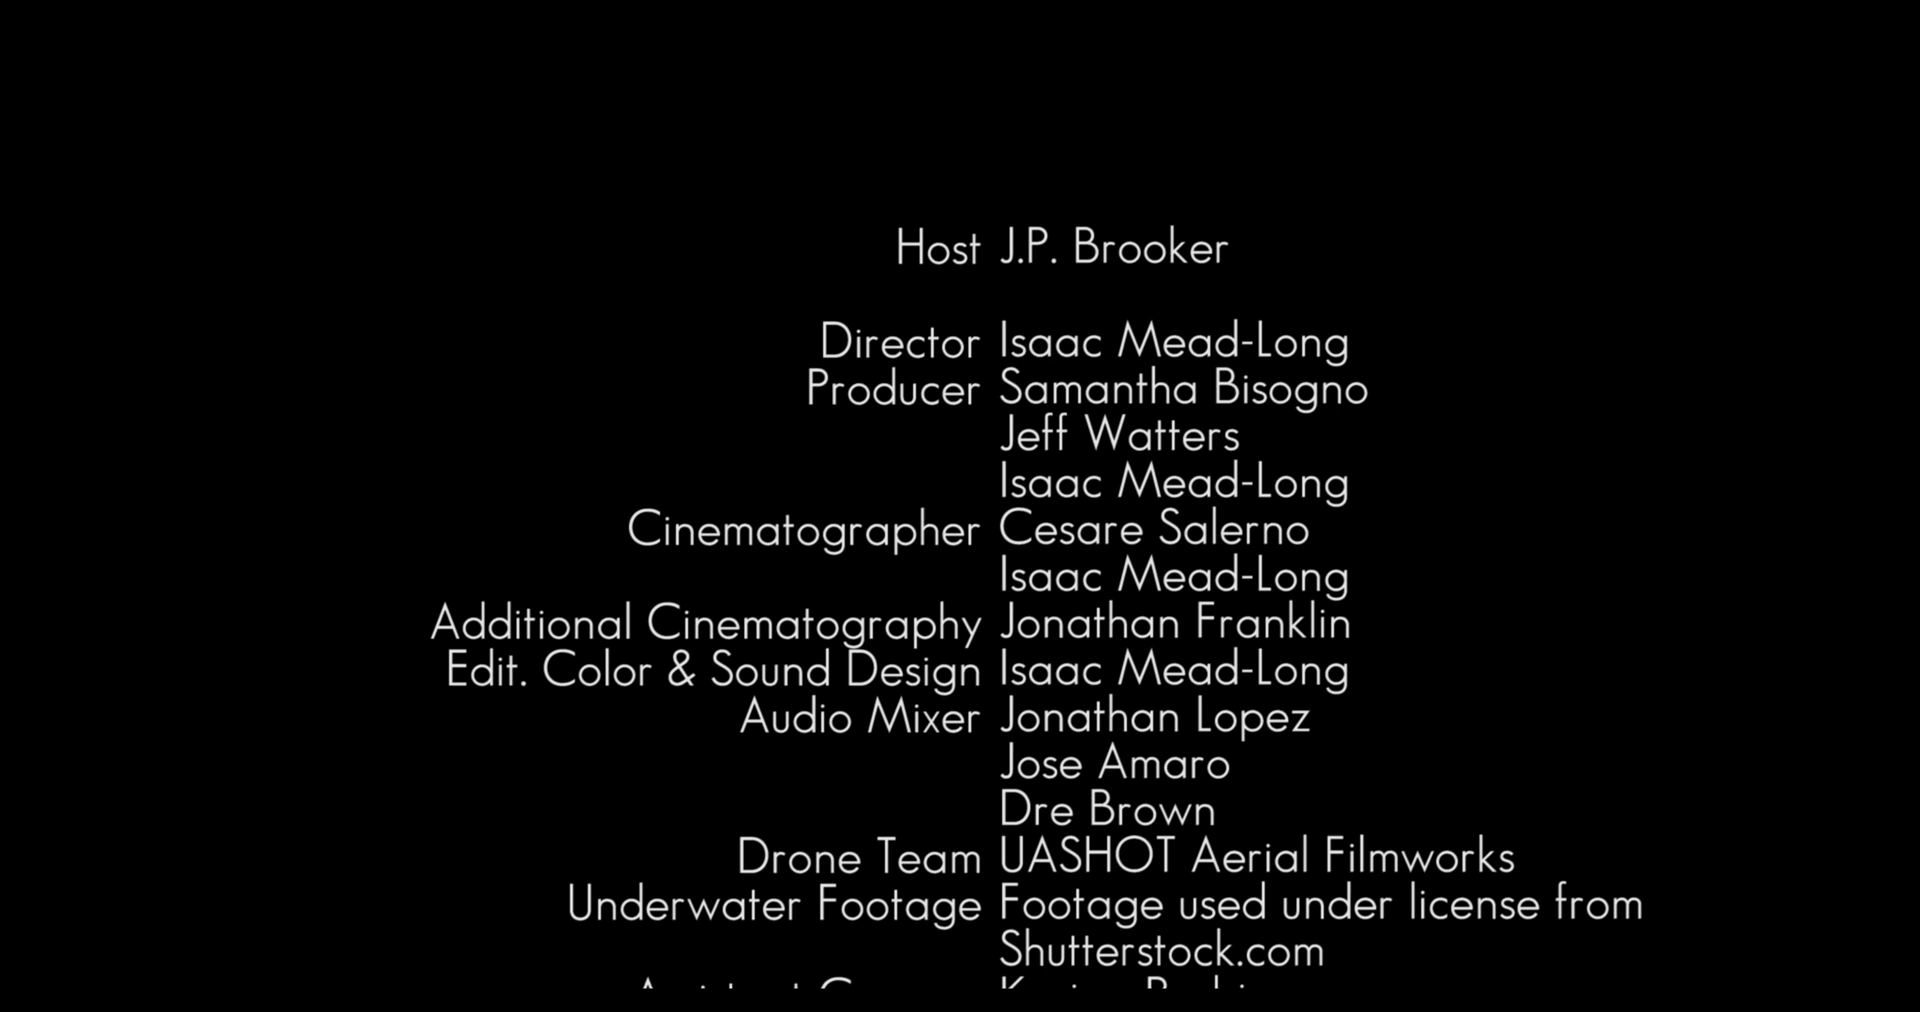 Host J.P. Brooker
Director Isaac Mead-Long
Producer Samantha Bisogno
Jeff Watters
Isaac Mead-Long
Cinematographer Cesare Salerno
Isaac Mead-Long
Additional Cinematography Jonathan Franklin
Edit. Color & Sound Design Isaac Mead-Long
Audio Mixer Jonathan Lopez
Jose Amaro
Dre Brown
Drone Team UASHOT Aerial Filmworks
Underwater Footage Footage used under license from
Shutterstock.com